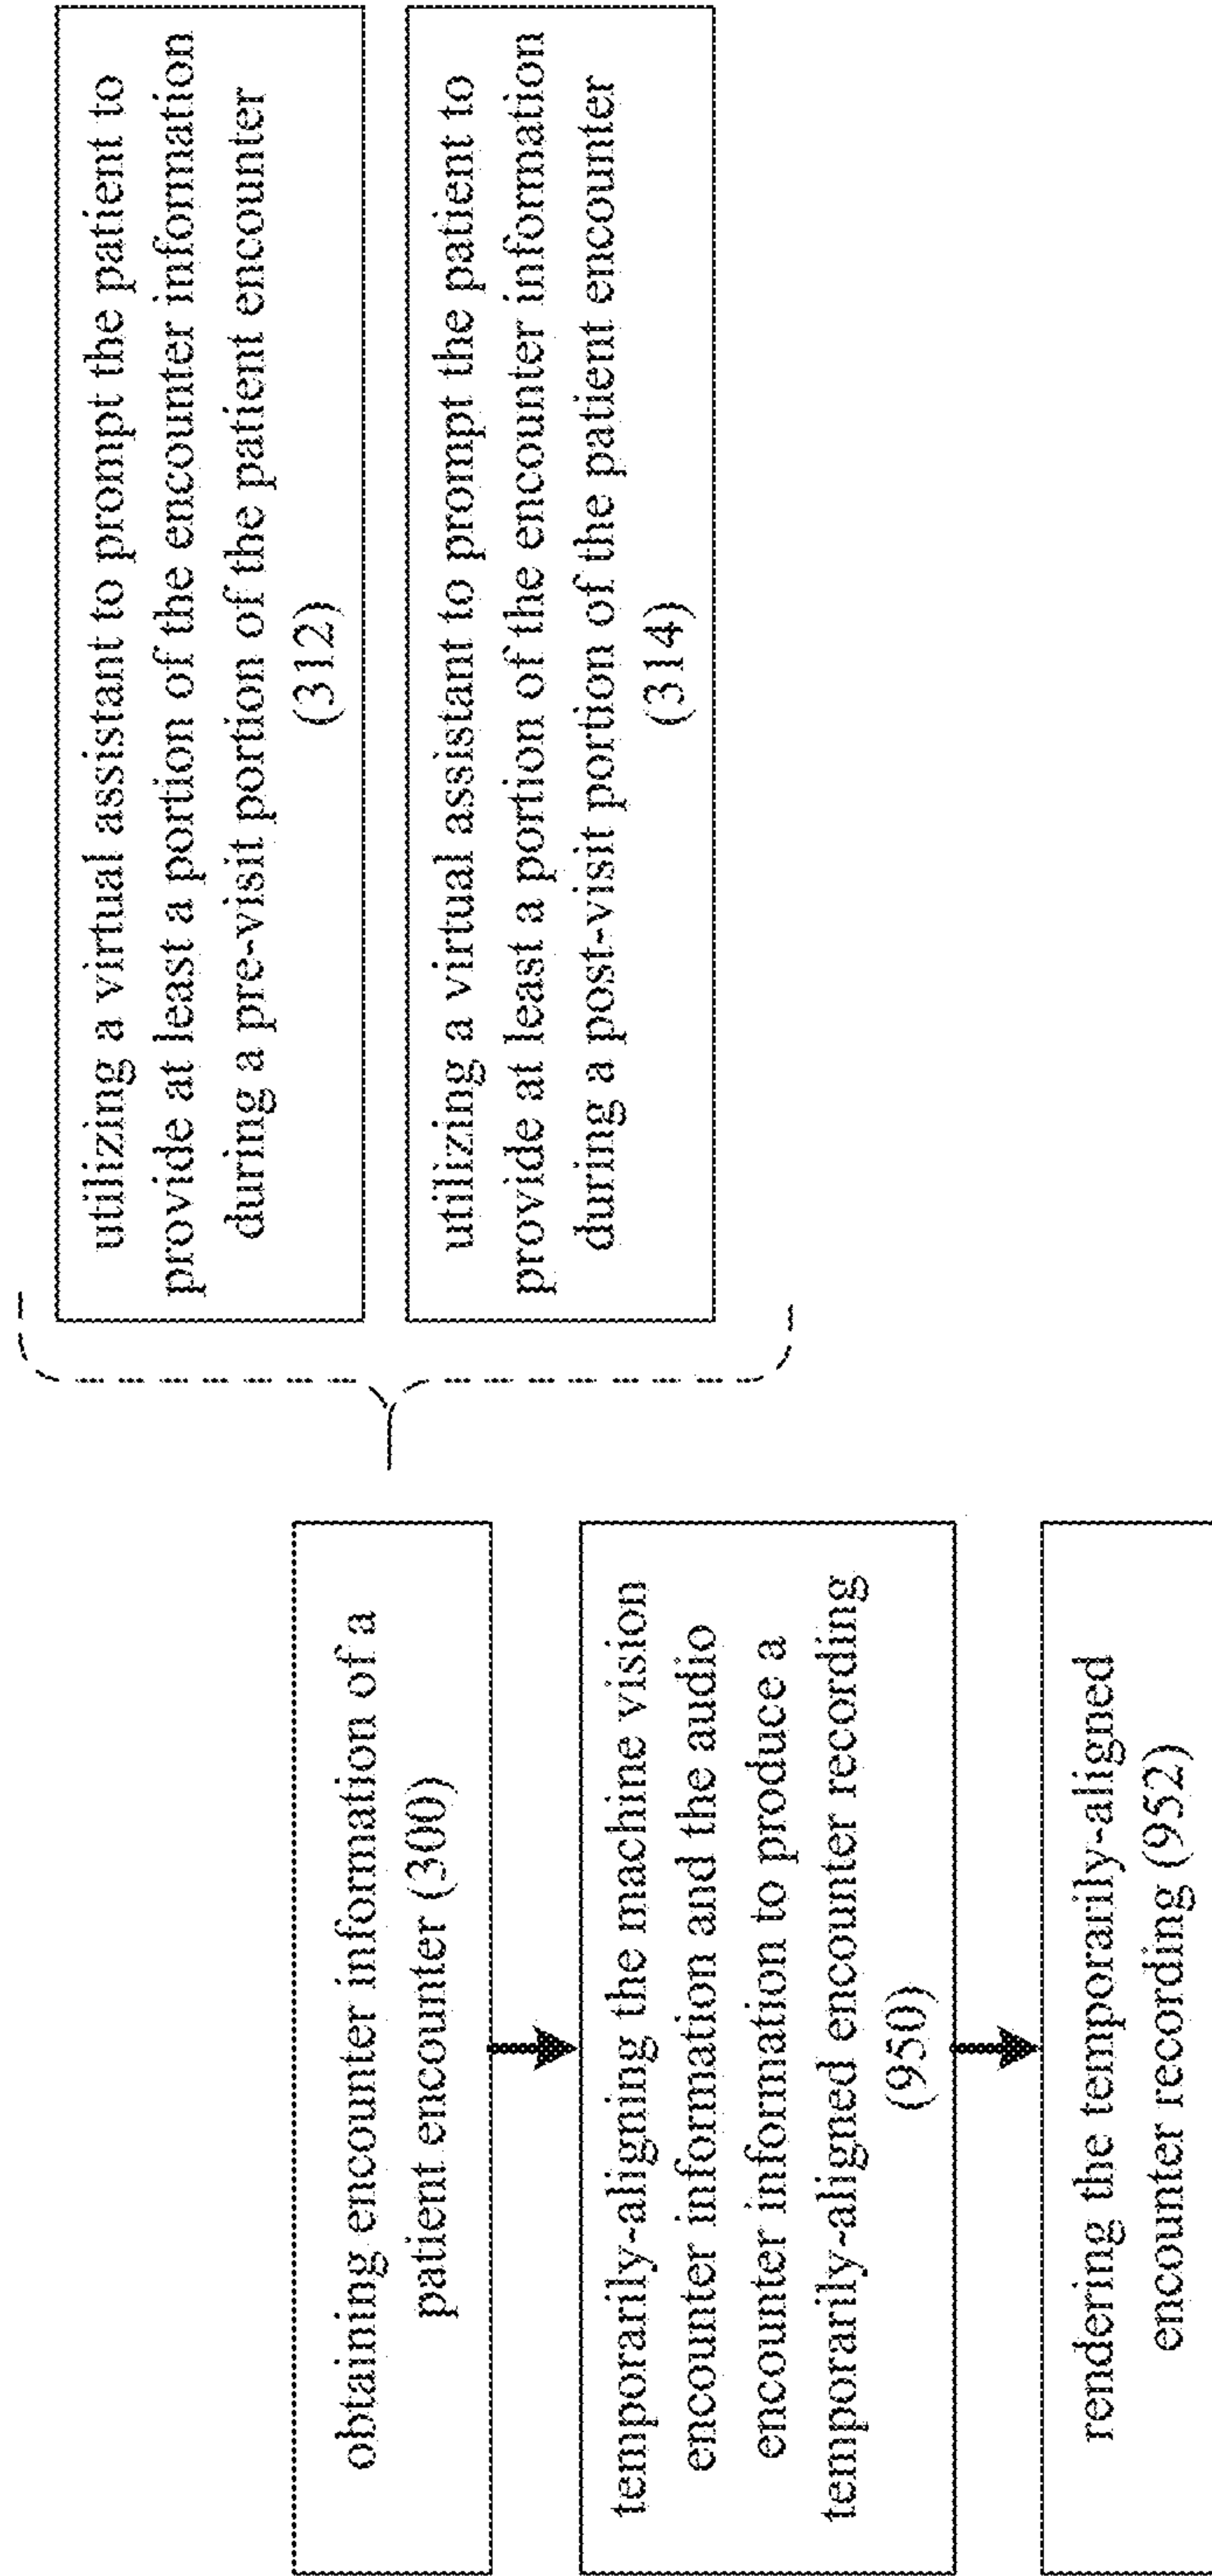 obtaining encounter information of a
patient encounter (300)
temporarily-aligning the machine vision
encounter information and the audio
encounter information to produce a
temporarily-aligned encounter recording
(950)
rendering the temporarily-aligned
encounter recording (952)
utilizing a virtual assistant to prompt the patient to
provide at least a portion of the encounter information
during a pre-visit portion of the patient encounter
(312)
utilizing a virtual assistant to prompt the patient to
provide at least a portion of the encounter information
during a post-visit portion of the patient encounter
(314)